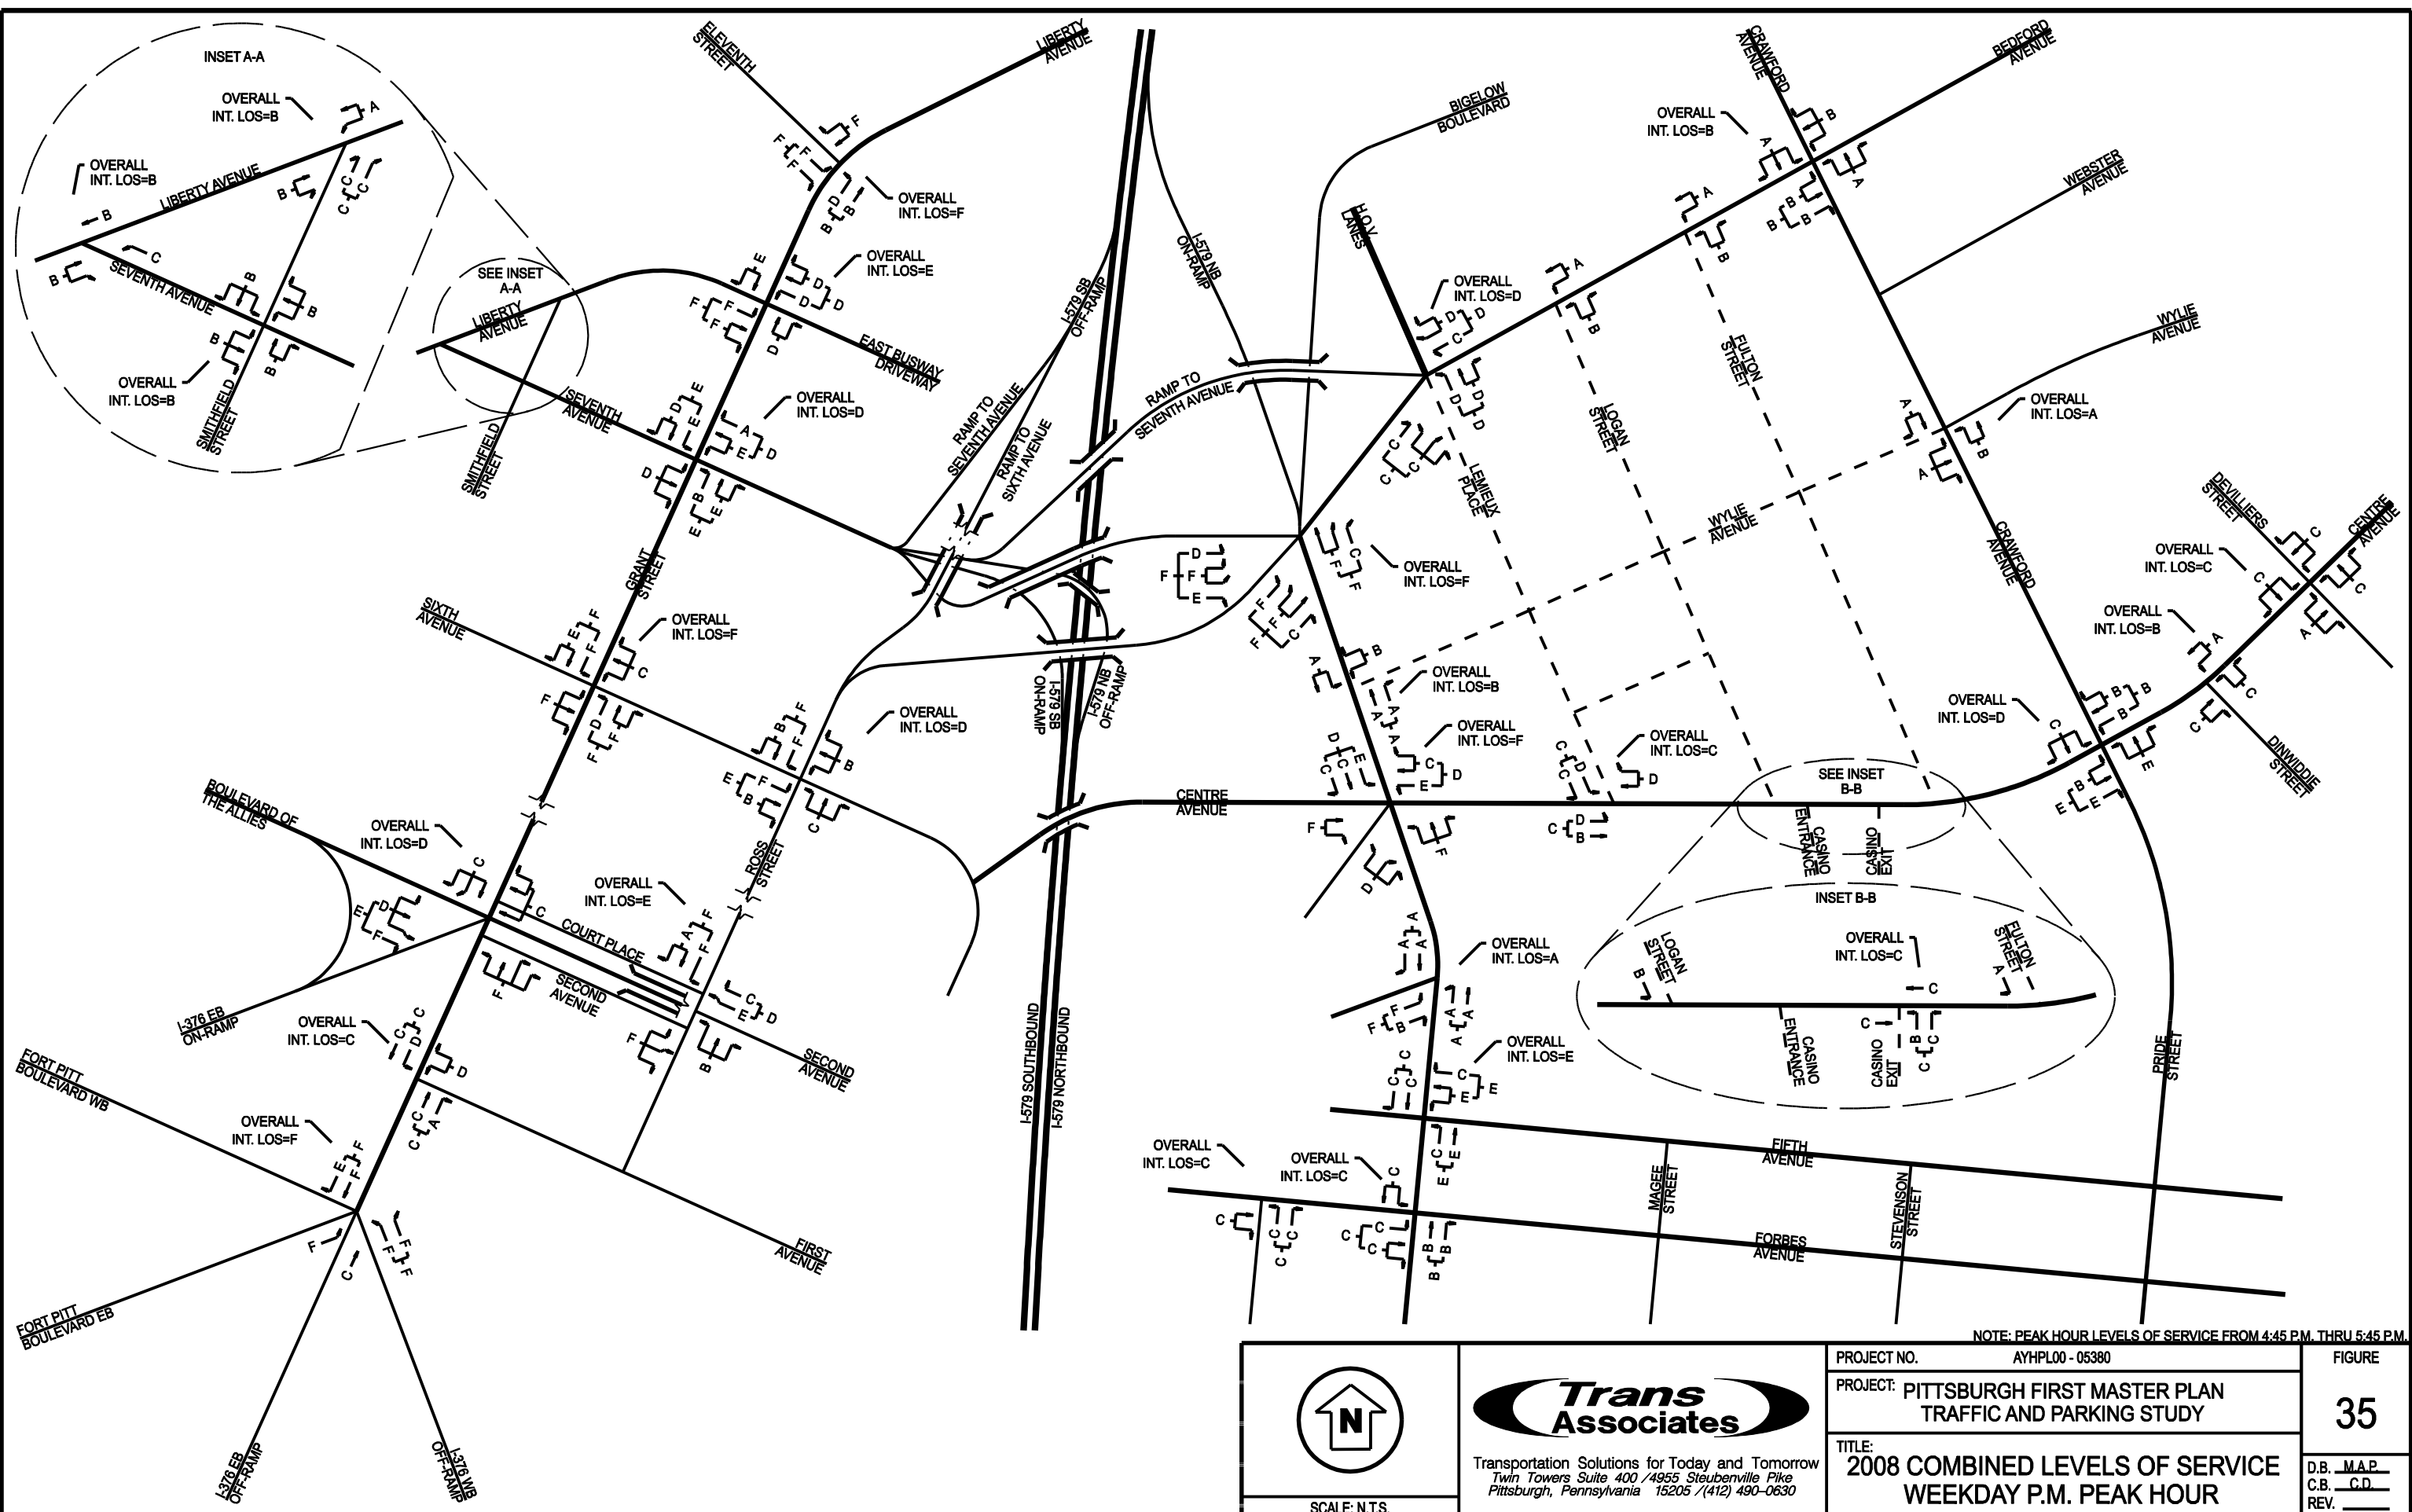 INSET A-A
OVERALL
INT. LOS=B
A
OVERALL
INT. LOS=B
LIBERTY AVENUE
B
C
C
C
B
B
C
SEVENTH AVENUE
B
B
B
B
OVERALL
INT. LOS=B
SMITHFIELD
STREET
SEE INSET
A-A
LIBERTY
AVENUE
SEVENTH
AVENUE
SMITHFIELD
STREET
ELEVENTH
STREET
LIBERTY
AVENUE
F
F
F
F
D
B
B
OVERALL
INT. LOS=F
E
D
D
D
F
F
F
D
OVERALL
INT. LOS=E
EAST BUSWAY
DRIVEWAY
E
D
E
A
D
E
D
B
E
E
OVERALL
INT. LOS=D
GRANT
STREET
SIXTH
AVENUE
F
E
F
C
F
D
F
F
OVERALL
INT. LOS=F
F
B
F
B
E
F
B
C
OVERALL
INT. LOS=D
ROSS
STREET
BOULEVARD OF
THE ALLIES
OVERALL
INT. LOS=D
C
C
E
D
F
F
COURT PLACE
SECOND
AVENUE
OVERALL
INT. LOS=E
F
A
F
C
D
E
F
B
SECOND
AVENUE
I-376 EB
ON-RAMP
OVERALL
INT. LOS=C
C
C
D
D
C
C
A
FORT PITT
BOULEVARD WB
OVERALL
INT. LOS=F
F
E
F
F
C
F
F
F
FIRST
AVENUE
FORT PITT
BOULEVARD EB
I-376 EB
OFF-RAMP
I-376 WB
OFF-RAMP
I-579 SB
OFF-RAMP
RAMP TO
SEVENTH AVENUE
RAMP TO
SIXTH AVENUE
RAMP TO
SEVENTH AVENUE
I-579 NB
ON-RAMP
BIGELOW
BOULEVARD
H.O.V.
LANES
I-579 SB
ON-RAMP
I-579 NB
OFF-RAMP
I-579 SOUTHBOUND
I-579 NORTHBOUND
CRAWFORD
AVENUE
BEDFORD
AVENUE
OVERALL
INT. LOS=B
B
A
A
B
B
B
WEBSTER
AVENUE
A
B
A
B
FULTON
STREET
LOGAN
STREET
LEMIEUX
PLACE
OVERALL
INT. LOS=D
D
D
C
D
D
D
C
C
C
WYLIE
AVENUE
WYLIE
AVENUE
OVERALL
INT. LOS=A
A
B
A
CRAWFORD
AVENUE
D
F
F
E
F
F
F
C
C
F
F
OVERALL
INT. LOS=F
B
A
A
A
A
OVERALL
INT. LOS=B
OVERALL
INT. LOS=F
D
C
E
C
C
D
E
F
F
D
CENTRE
AVENUE
C
D
C
D
C
D
B
OVERALL
INT. LOS=C
SEE INSET
B-B
CASINO
ENTRANCE
CASINO
EXIT
INSET B-B
LOGAN
STREET
B
OVERALL
INT. LOS=C
C
FULTON
STREET
A
CASINO
ENTRANCE
C
CASINO
EXIT
B
C
C
DEVILLIERS
STREET
CENTRE
AVENUE
OVERALL
INT. LOS=C
C
C
C
A
OVERALL
INT. LOS=B
A
C
C
DINWIDDIE
STREET
OVERALL
INT. LOS=D
B
B
B
C
E
B
E
E
PRIDE
STREET
A
A
A
OVERALL
INT. LOS=A
F
F
B
A
A
A
OVERALL
INT. LOS=E
C
C
C
C
E
E
C
E
E
FIFTH
AVENUE
OVERALL
INT. LOS=C
OVERALL
INT. LOS=C
C
C
C
C
C
C
C
C
B
B
B
FORBES
AVENUE
MAGEE
STREET
STEVENSON
STREET
NOTE: PEAK HOUR LEVELS OF SERVICE FROM 4:45 P.M. THRU 5:45 P.M.
N
SCALE: N.T.S.
Trans
Associates
Transportation Solutions for Today and Tomorrow
Twin Towers Suite 400 /4955 Steubenville Pike
Pittsburgh, Pennsylvania 15205 /(412) 490-0630
PROJECT NO. AYHPL00 - 05380
PROJECT: PITTSBURGH FIRST MASTER PLAN
TRAFFIC AND PARKING STUDY
TITLE:
2008 COMBINED LEVELS OF SERVICE
WEEKDAY P.M. PEAK HOUR
FIGURE
35
D.B. M.A.P.
C.B. C.D.
REV.